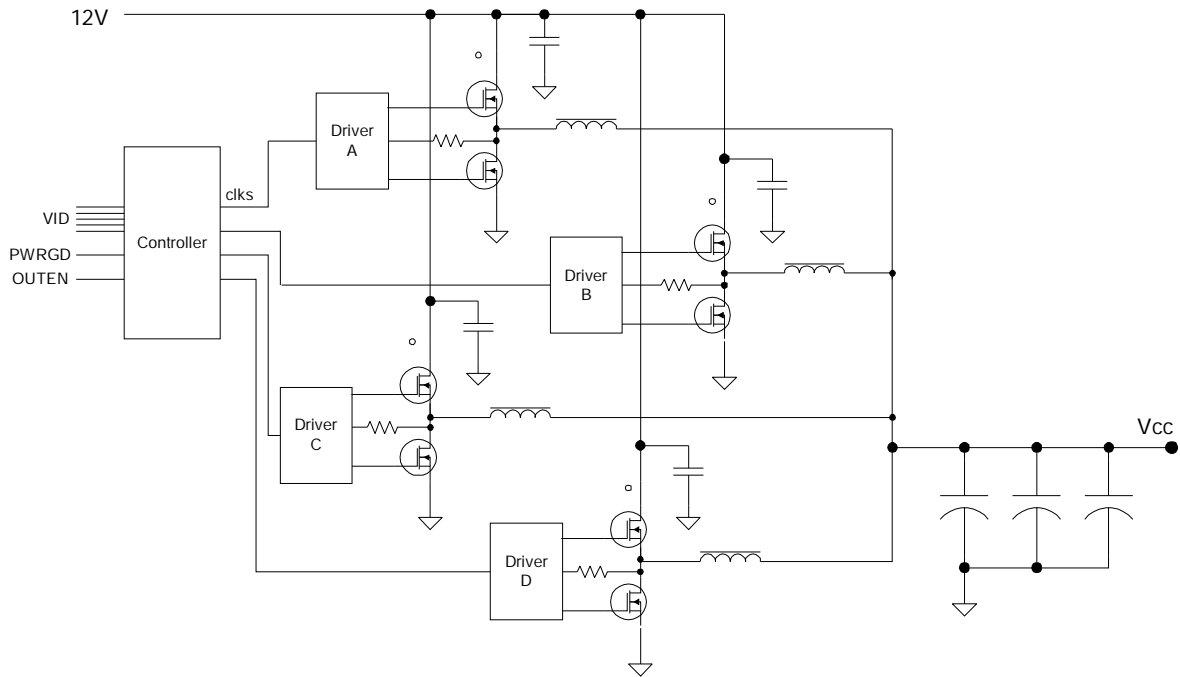 12V
Driver
A
clks
VID
Controller
PWRGD
OUTEN
Driver
B
Driver
C
Vcc
Driver
D